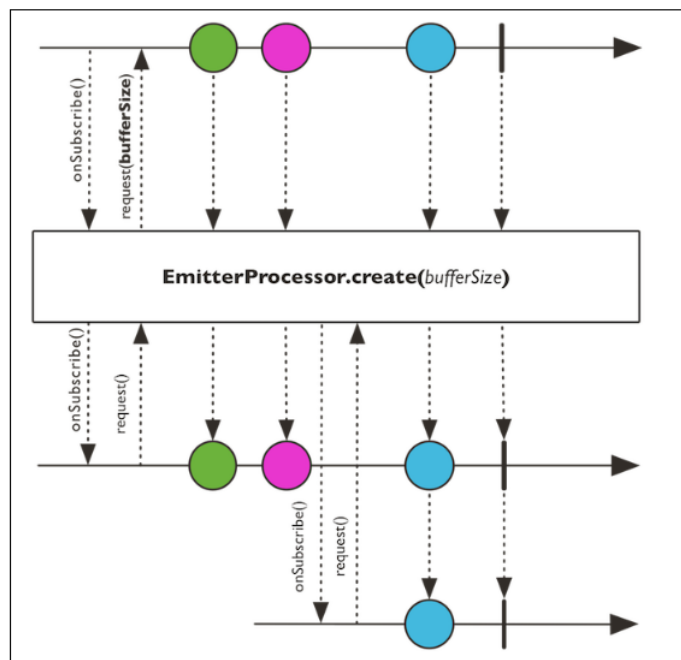 onSubscribe()
request(bufferSize)
EmitterProcessor.create(bufferSize)
onSubscribe()
request()
onSubscribe()
request()